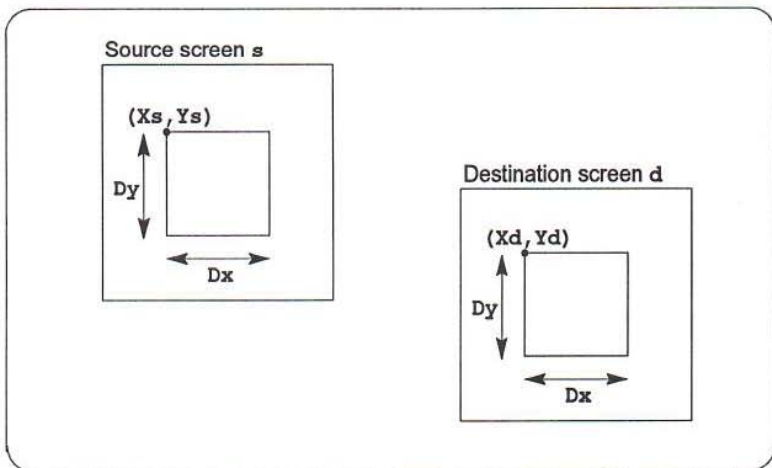 Source screen s
(Xs,Ys)
Dy
Dx
Destination screen d
(Xd,Yd)
Dy
Dx